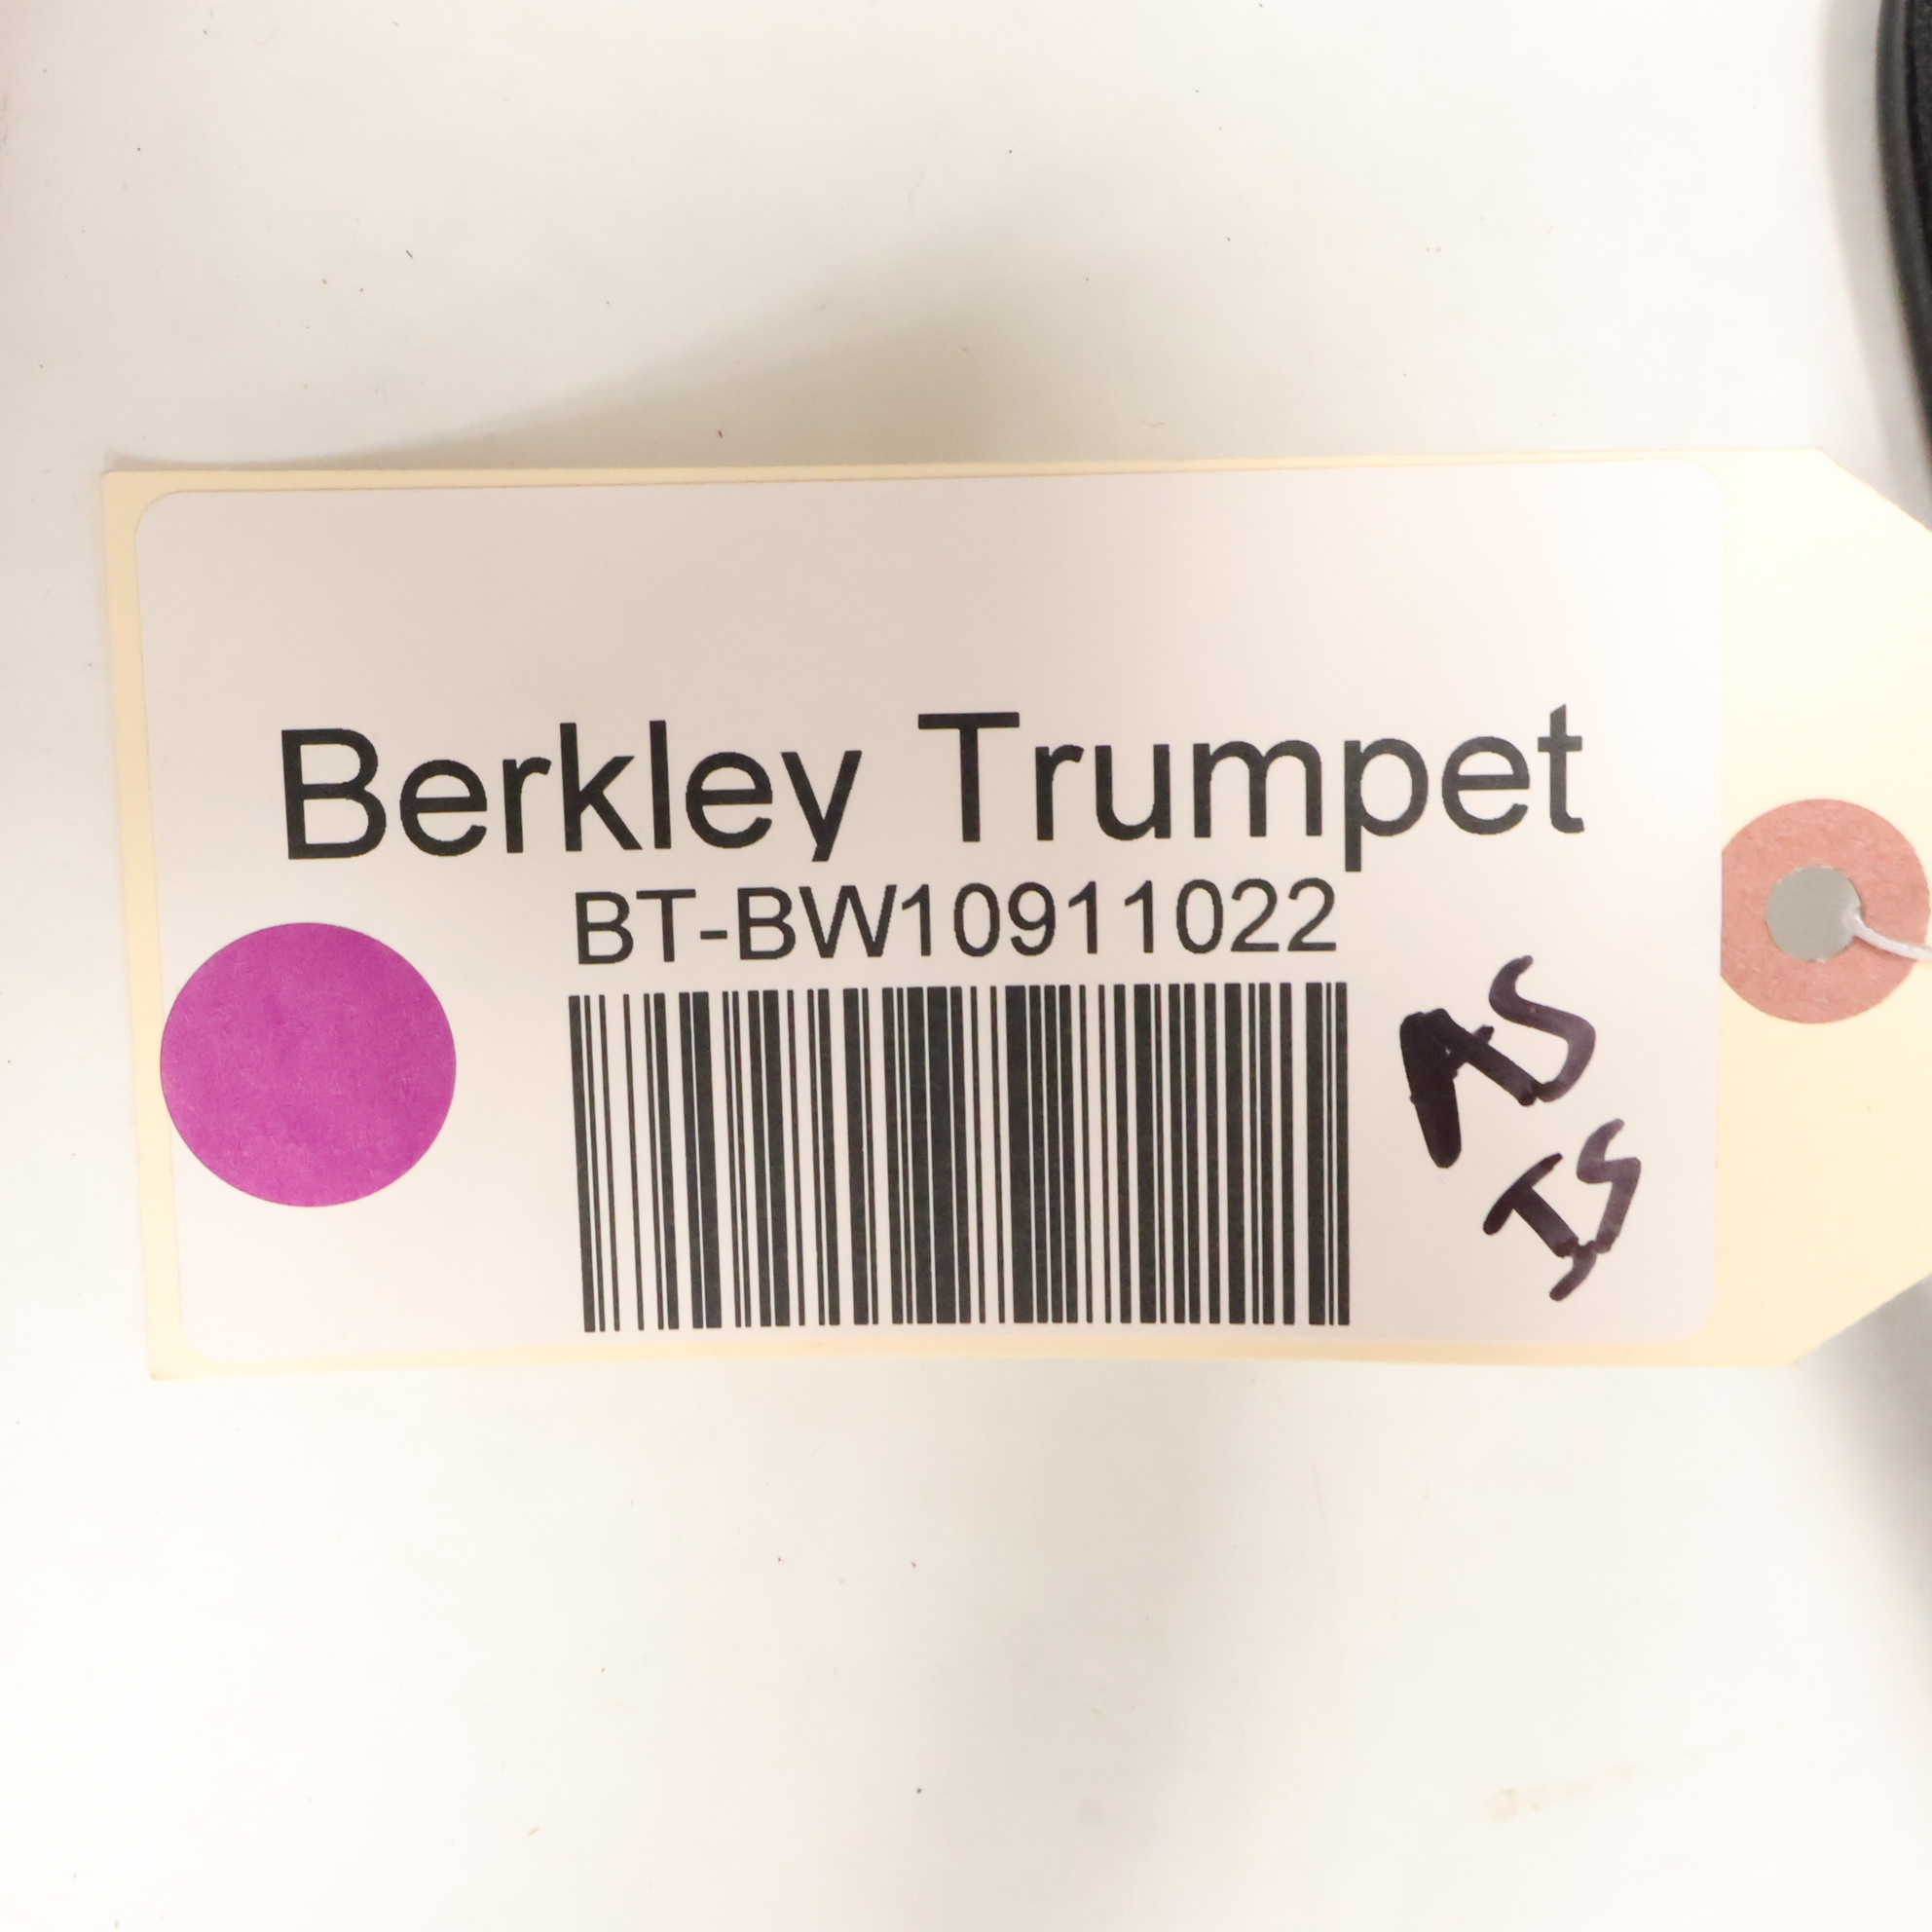 Berkley Trumpet
BT-BW10911022
AS
IS